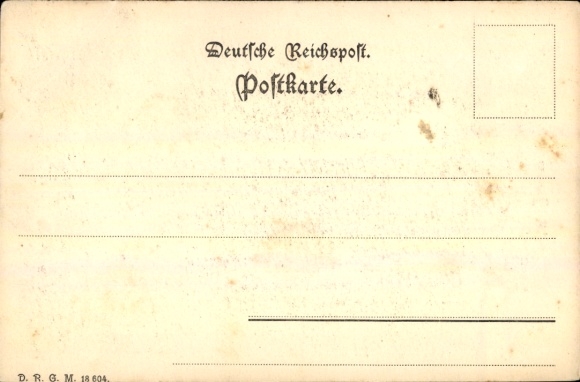 Deutſche Reichspoſt.
Poſtkarte.
D. R. G. M. 18 604.